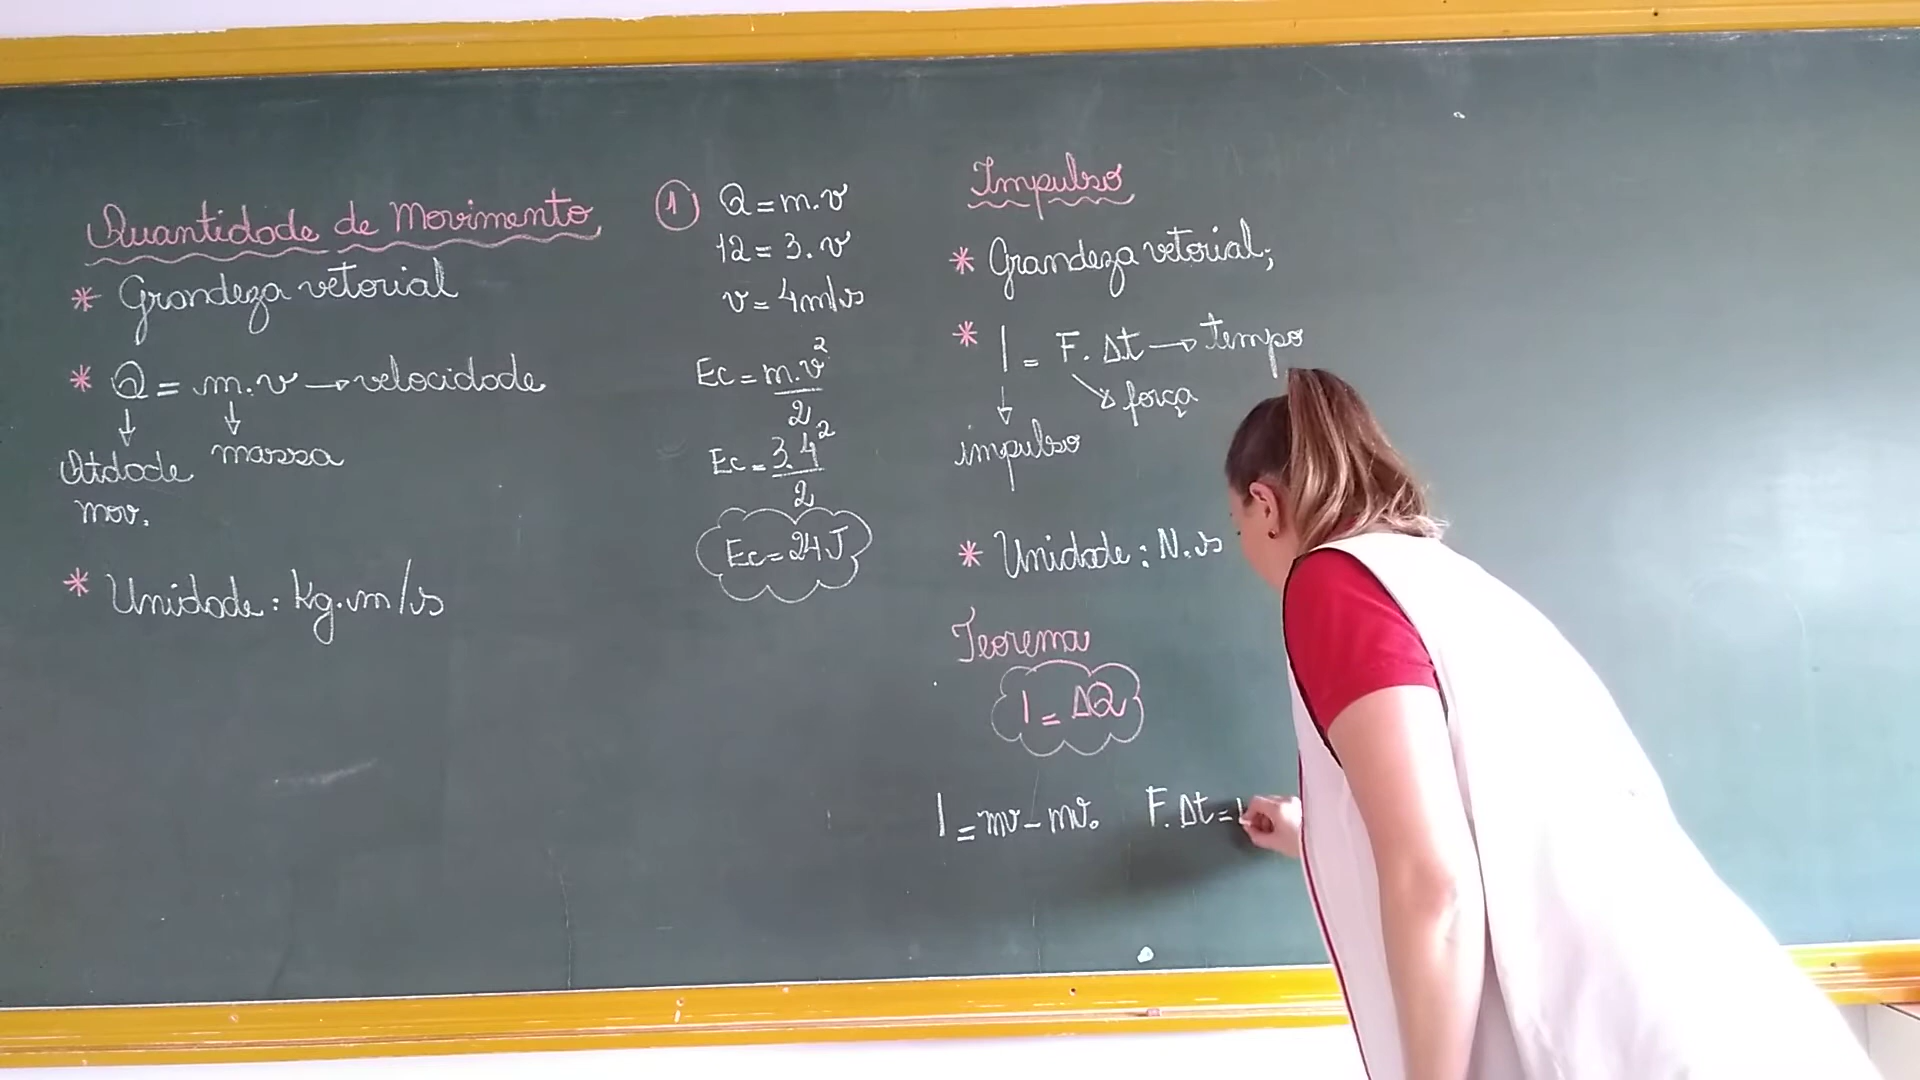 Quantidade de Movimento
* Grandeza vetorial
* Q = m.v → velocidade
↓ ↓
Qtdade massa
mov.
* Unidade: Kg.m/s
① Q = m.v
12 = 3.v
v = 4m/s
Ec = m.v²
2
Ec = 3.4²
2
Ec = 24 J
Impulso
* Grandeza vetorial;
* I = F. Δt → tempo
↓ ↘ força
impulso
* Unidade: N.s
Teorema
I = ΔQ
I = mv - mv₀ F. Δt =